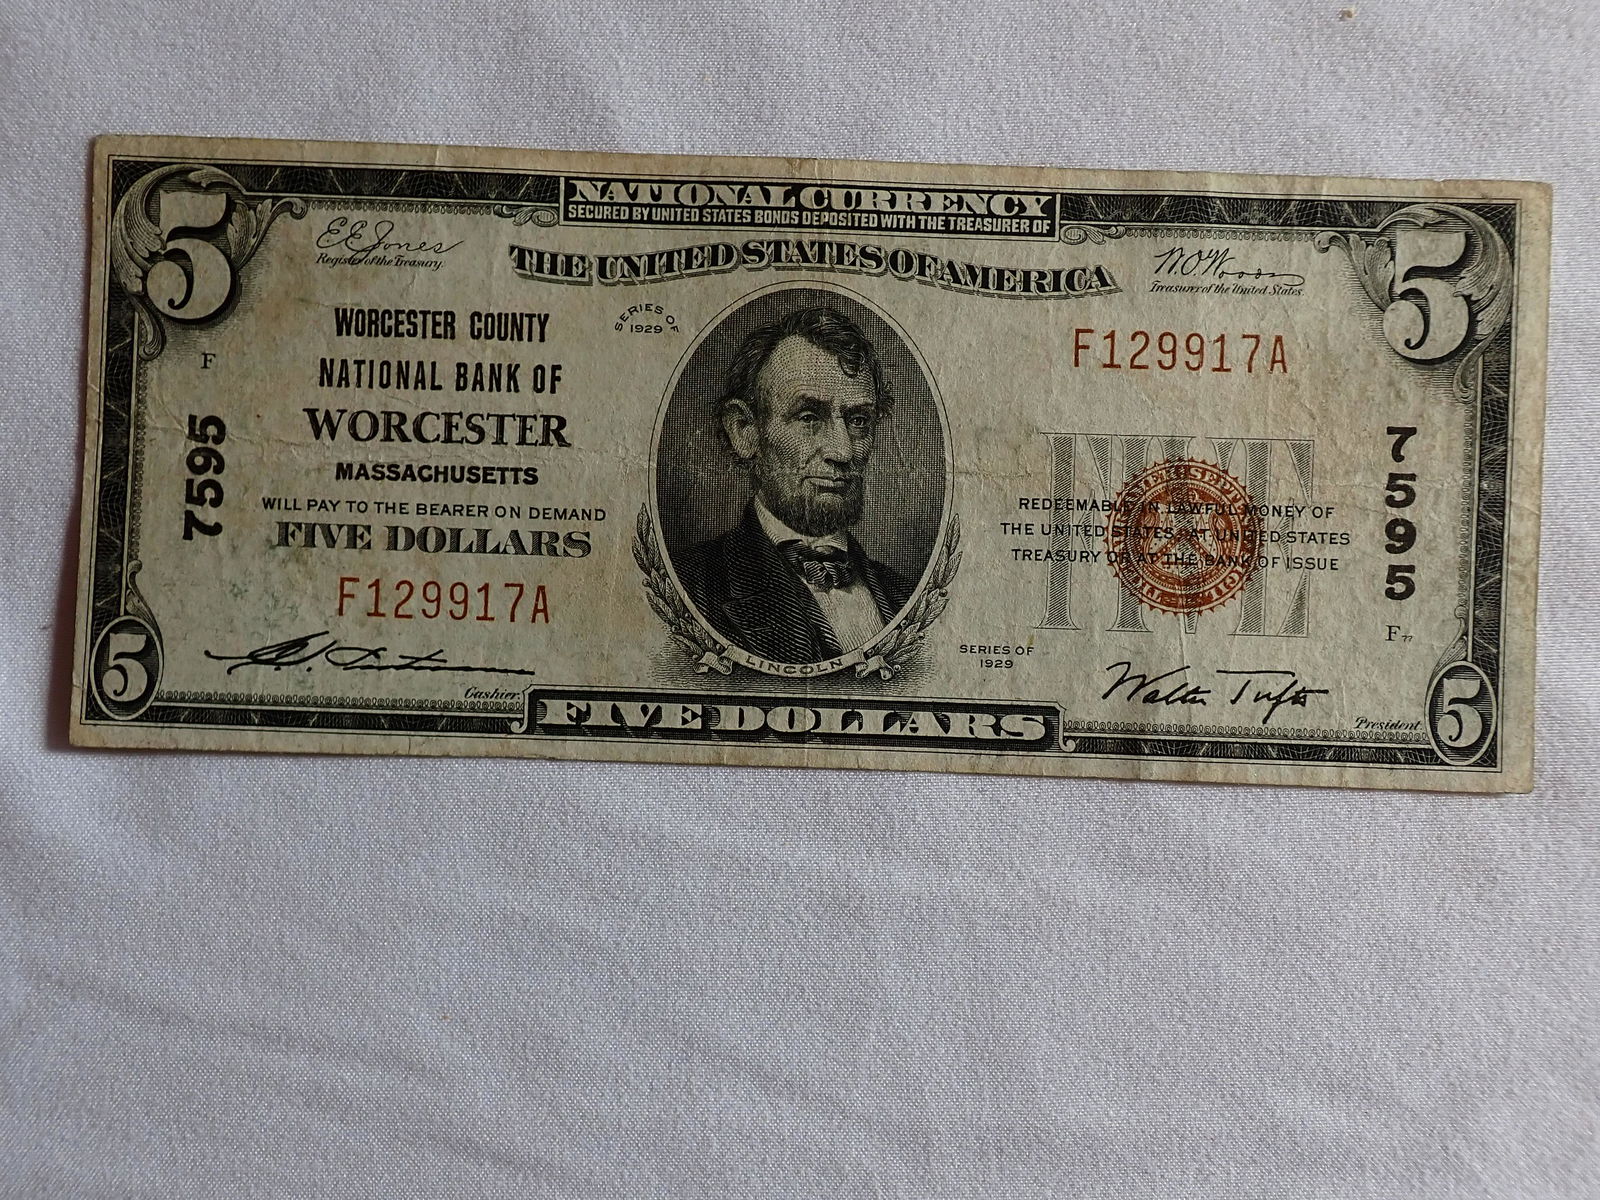 NATIONAL CURRENCY
SECURED BY UNITED STATES BONDS DEPOSITED WITH THE TREASURER OF
THE UNITED STATES OF AMERICA
5
5
E E Jones
Register of the Treasury.
W.O. Woods
Treasurer of the United States.
SERIES OF
1929
WORCESTER COUNTY
NATIONAL BANK OF
WORCESTER
MASSACHUSETTS
WILL PAY TO THE BEARER ON DEMAND
FIVE DOLLARS
F129917A
F129917A
F
7595
7595
FIVE
REDEEMABLE IN LAWFUL MONEY OF
THE UNITED STATES AT UNITED STATES
TREASURY OR AT THE BANK OF ISSUE
F77
SERIES OF
1929
LINCOLN
Cashier.
Walter Tufts
President
5
FIVE DOLLARS
5